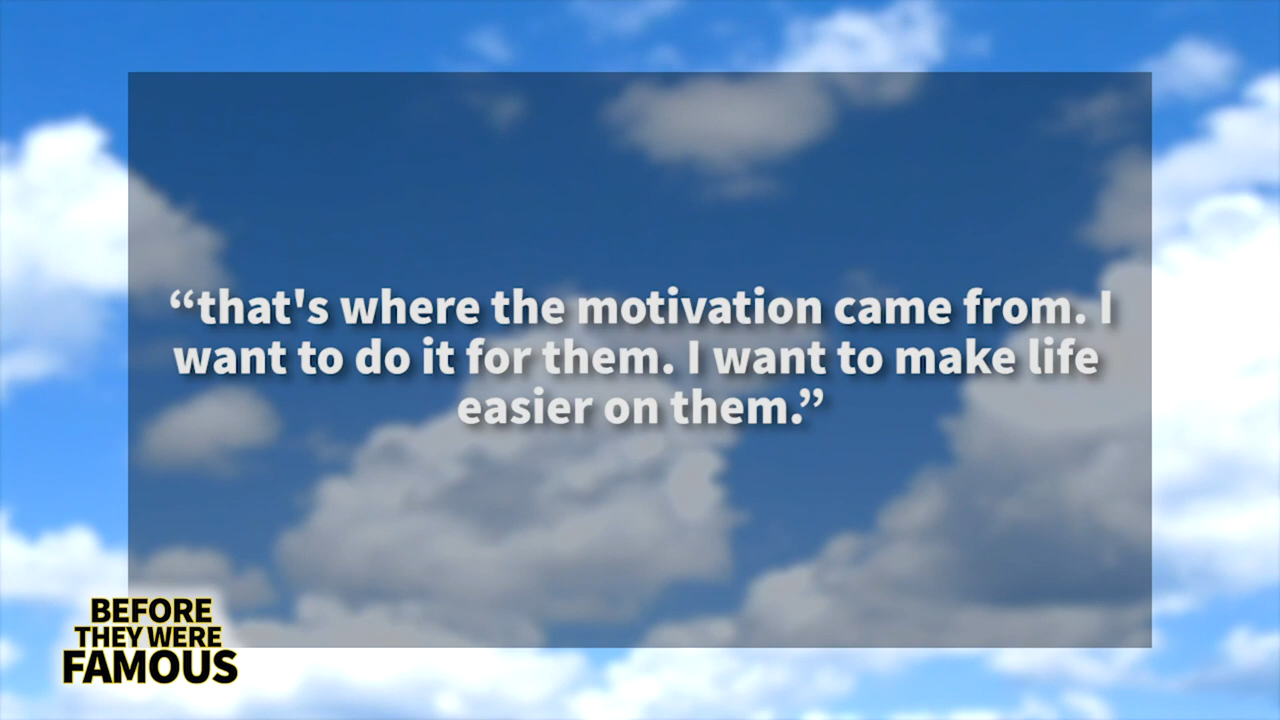 “that's where the motivation came from. I
want to do it for them. I want to make life
easier on them.”
BEFORE
THEY WERE
FAMOUS